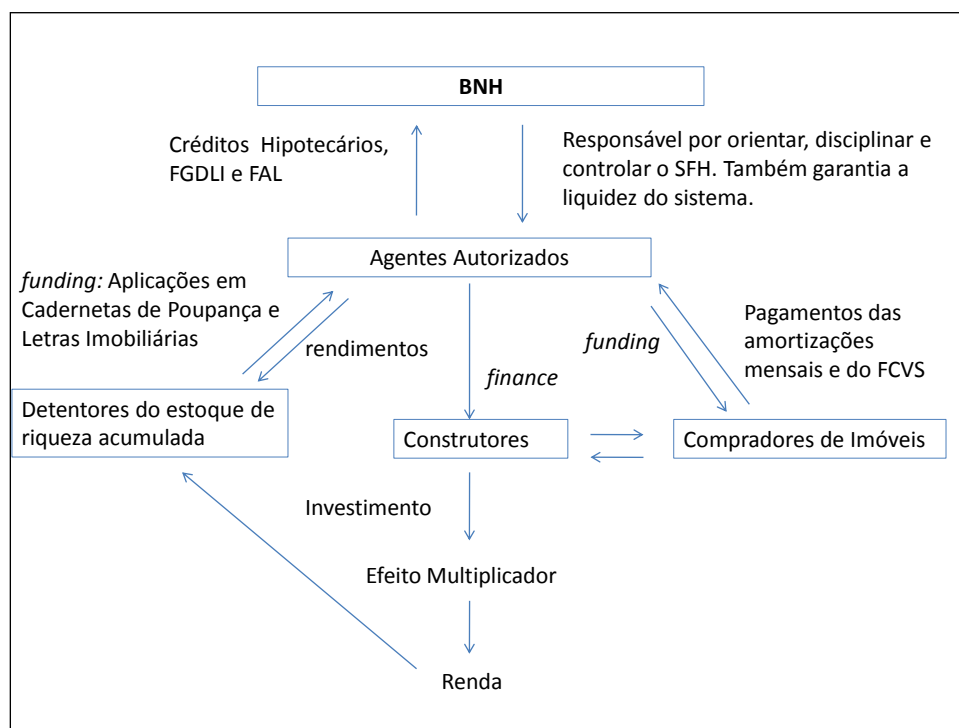 BNH
Créditos Hipotecários,
FGDLI e FAL
Responsável por orientar, disciplinar e
controlar o SFH. Também garantia a
liquidez do sistema.
Agentes Autorizados
funding: Aplicações em
Cadernetas de Poupança e
Letras Imobiliárias
rendimentos
finance
funding
Pagamentos das
amortizações
mensais e do FCVS
Detentores do estoque de
riqueza acumulada
Construtores
Compradores de Imóveis
Investimento
Efeito Multiplicador
Renda